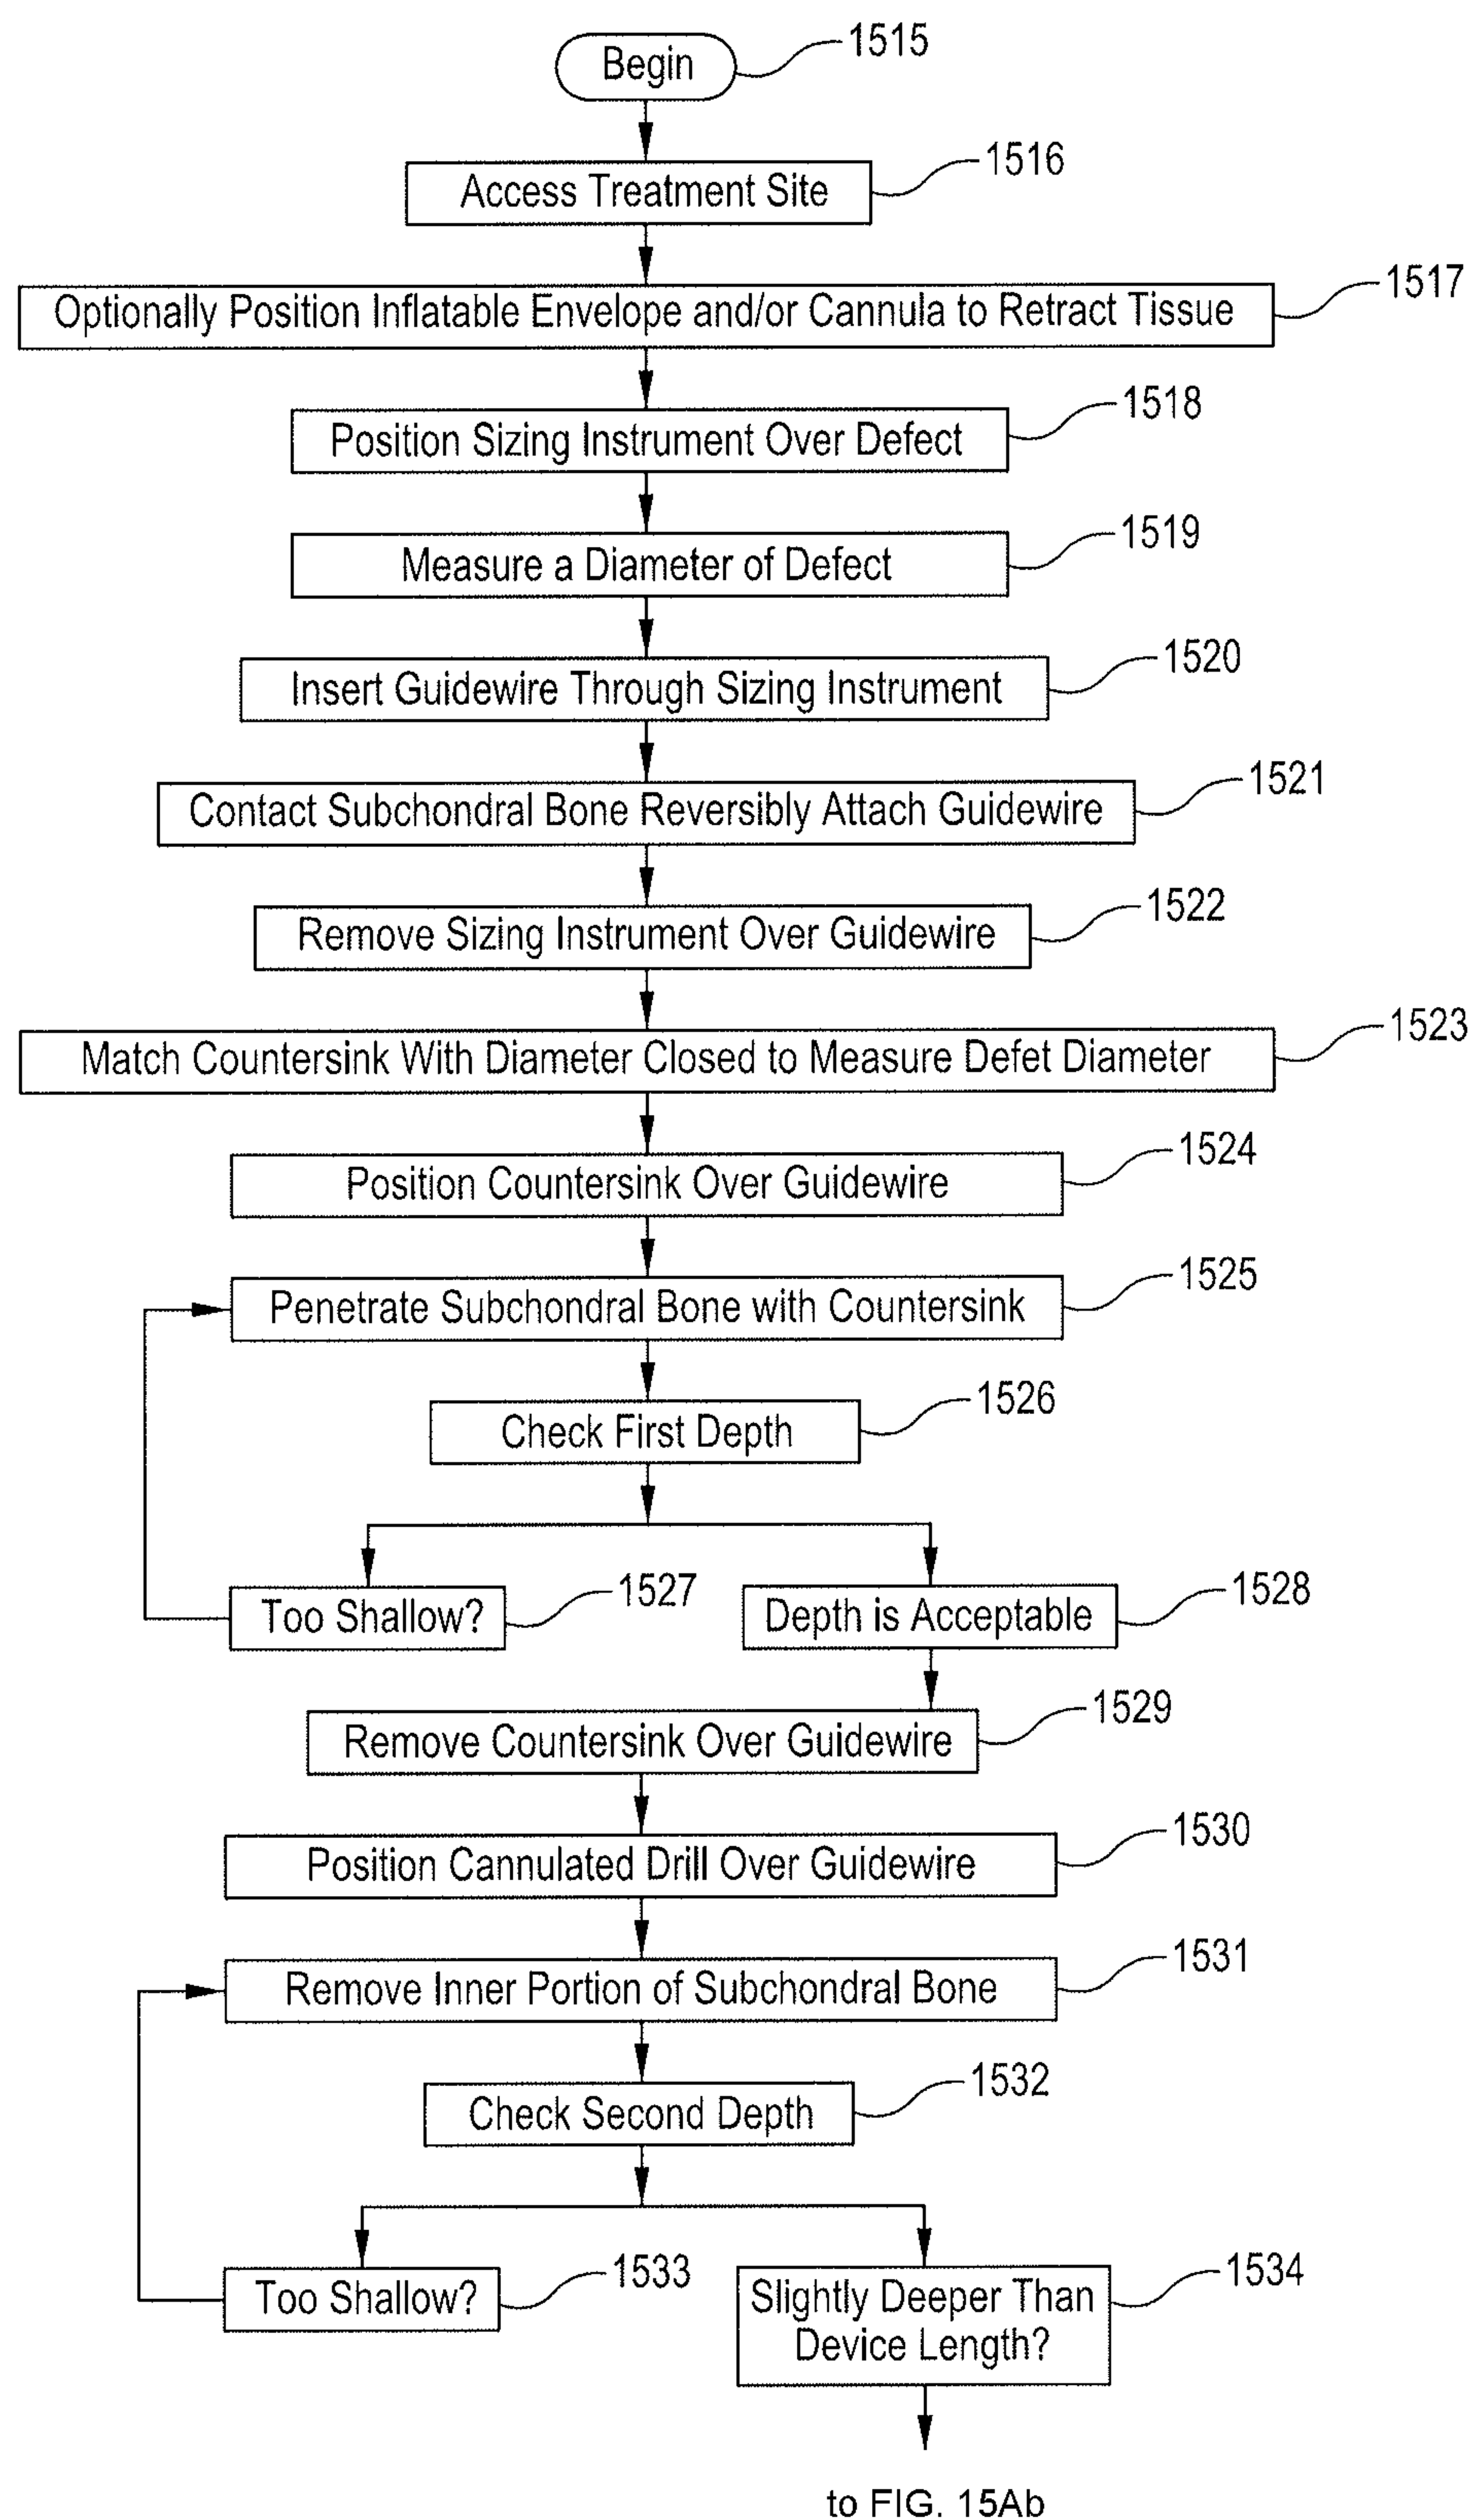 Begin
1515
Access Treatment Site
1516
Optionally Position Inflatable Envelope and/or Cannula to Retract Tissue
1517
Position Sizing Instrument Over Defect
1518
Measure a Diameter of Defect
1519
Insert Guidewire Through Sizing Instrument
1520
Contact Subchondral Bone Reversibly Attach Guidewire
1521
Remove Sizing Instrument Over Guidewire
1522
Match Countersink With Diameter Closed to Measure Defet Diameter
1523
Position Countersink Over Guidewire
1524
Penetrate Subchondral Bone with Countersink
1525
Check First Depth
1526
Too Shallow?
1527
Depth is Acceptable
1528
Remove Countersink Over Guidewire
1529
Position Cannulated Drill Over Guidewire
1530
Remove Inner Portion of Subchondral Bone
1531
Check Second Depth
1532
Too Shallow?
1533
Slightly Deeper Than
Device Length?
1534
to FIG. 15Ab